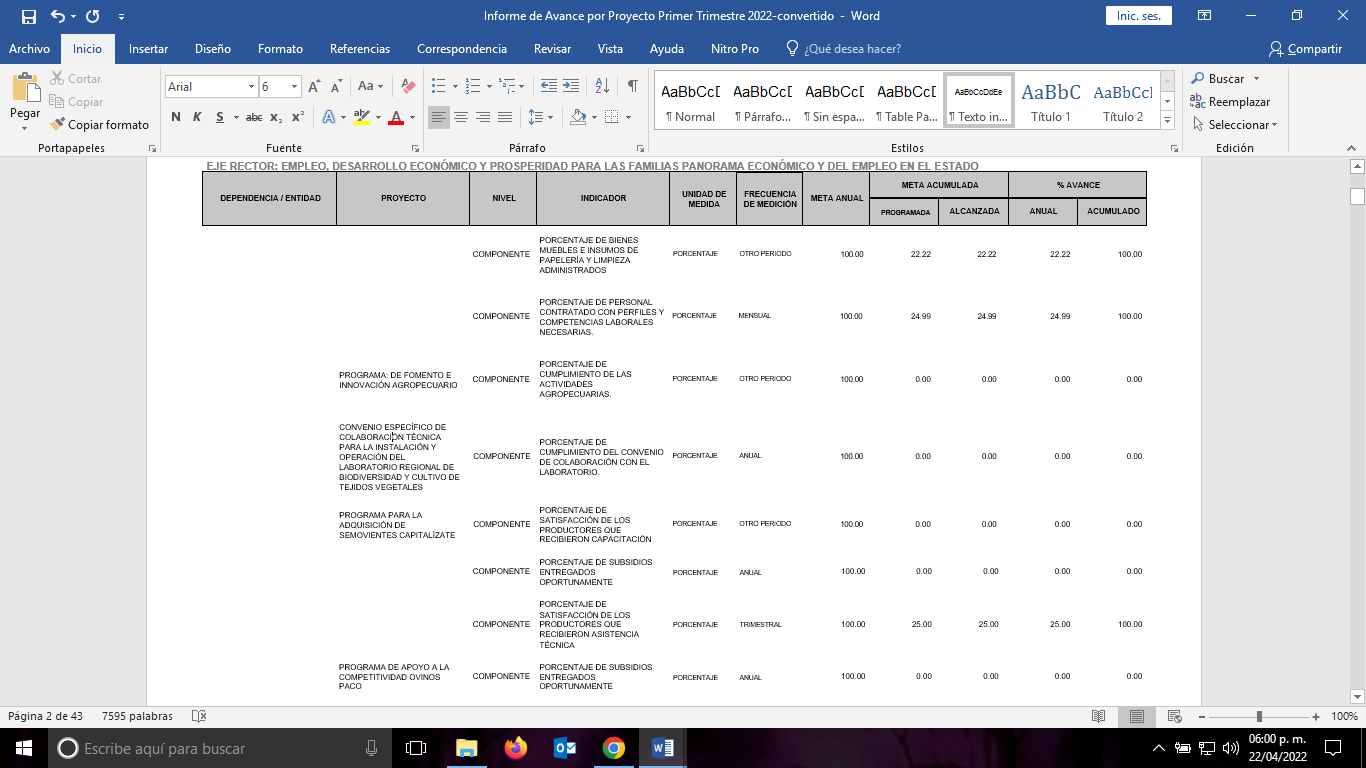 Informe de Avance por Proyecto Primer Trimestre 2022-convertido - Word
Inic. ses.
Archivo Inicio Insertar Diseño Formato Referencias Correspondencia Revisar Vista Ayuda Nitro Pro ¿Qué desea hacer? Compartir
Pegar
Cortar
Copiar
Copiar formato
Portapapeles
Arial 6 A A Aa
N K S abc x₂ x² A A
Fuente
Párrafo
AaBbCcI AaBbCcI AaBbCcI AaBbCcI AaBbCcDdEe AaBbC AaBbCcI
¶ Normal ¶ Párrafo... ¶ Sin espa... ¶ Table Pa... ¶ Texto in... Título 1 Título 2
Estilos
Buscar
Reemplazar
Seleccionar
Edición
EJE RECTOR: EMPLEO, DESARROLLO ECONÓMICO Y PROSPERIDAD PARA LAS FAMILIAS PANORAMA ECONÓMICO Y DEL EMPLEO EN EL ESTADO
DEPENDENCIA / ENTIDAD
PROYECTO
NIVEL
INDICADOR
UNIDAD DE
MEDIDA
FRECUENCIA
DE MEDICIÓN
META ANUAL
META ACUMULADA
PROGRAMADA ALCANZADA
% AVANCE
ANUAL ACUMULADO
COMPONENTE
PORCENTAJE DE BIENES
MUEBLES E INSUMOS DE
PAPELERÍA Y LIMPIEZA
ADMINISTRADOS
PORCENTAJE OTRO PERIODO 100.00 22.22 22.22 22.22 100.00
COMPONENTE
PORCENTAJE DE PERSONAL
CONTRATADO CON PERFILES Y
COMPETENCIAS LABORALES
NECESARIAS.
PORCENTAJE MENSUAL 100.00 24.99 24.99 24.99 100.00
PROGRAMA: DE FOMENTO E
INNOVACIÓN AGROPECUARIO
COMPONENTE
PORCENTAJE DE
CUMPLIMIENTO DE LAS
ACTIVIDADES
AGROPECUARIAS.
PORCENTAJE OTRO PERIODO 100.00 0.00 0.00 0.00 0.00
CONVENIO ESPECÍFICO DE
COLABORACIÓN TÉCNICA
PARA LA INSTALACIÓN Y
OPERACIÓN DEL
LABORATORIO REGIONAL DE
BIODIVERSIDAD Y CULTIVO DE
TEJIDOS VEGETALES
COMPONENTE
PORCENTAJE DE
CUMPLIMIENTO DEL CONVENIO
DE COLABORACIÓN CON EL
LABORATORIO.
PORCENTAJE ANUAL 100.00 0.00 0.00 0.00 0.00
PROGRAMA PARA LA
ADQUISICIÓN DE
SEMOVIENTES CAPITALÍZATE
COMPONENTE
PORCENTAJE DE
SATISFACCIÓN DE LOS
PRODUCTORES QUE
RECIBIERON CAPACITACIÓN
PORCENTAJE OTRO PERIODO 100.00 0.00 0.00 0.00 0.00
COMPONENTE
PORCENTAJE DE SUBSIDIOS
ENTREGADOS
OPORTUNAMENTE
PORCENTAJE ANUAL 100.00 0.00 0.00 0.00 0.00
COMPONENTE
PORCENTAJE DE
SATISFACCIÓN DE LOS
PRODUCTORES QUE
RECIBIERON ASISTENCIA
TÉCNICA
PORCENTAJE TRIMESTRAL 100.00 25.00 25.00 25.00 100.00
PROGRAMA DE APOYO A LA
COMPETITIVIDAD OVINOS
PACO
COMPONENTE
PORCENTAJE DE SUBSIDIOS
ENTREGADOS
OPORTUNAMENTE
PORCENTAJE ANUAL 100.00 0.00 0.00 0.00 0.00
Página 2 de 43 7595 palabras 100%
Escribe aquí para buscar
06:00 p. m.
22/04/2022